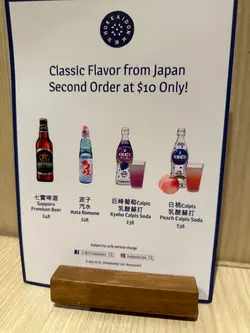 HOKKAIDON
Classic Flavor from Japan
Second Order at $10 Only!
七寶啤酒
Sapporo
Premium Beer
$48
波子
汽水
Hata Ramune
$28
巨峰葡萄Calpis
乳酸蘇打
Kyoho Calpis Soda
$38
白桃Calpis
乳酸蘇打
Peach Calpis Soda
$38
Subject to 10% service charge